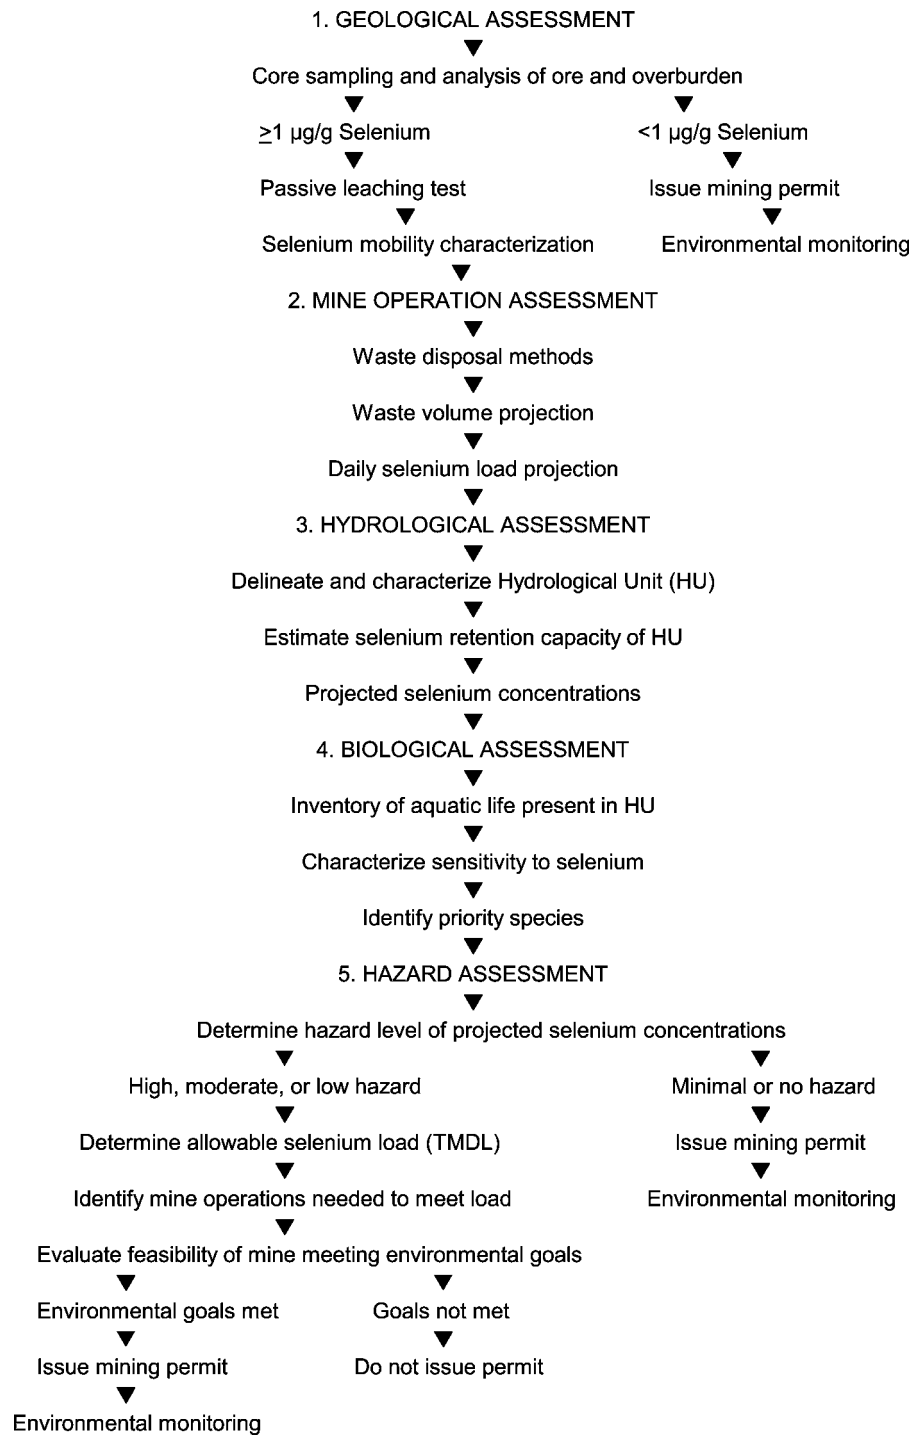 1. GEOLOGICAL ASSESSMENT
Core sampling and analysis of ore and overburden
≥1 µg/g Selenium <1 µg/g Selenium
Passive leaching test Issue mining permit
Selenium mobility characterization Environmental monitoring
2. MINE OPERATION ASSESSMENT
Waste disposal methods
Waste volume projection
Daily selenium load projection
3. HYDROLOGICAL ASSESSMENT
Delineate and characterize Hydrological Unit (HU)
Estimate selenium retention capacity of HU
Projected selenium concentrations
4. BIOLOGICAL ASSESSMENT
Inventory of aquatic life present in HU
Characterize sensitivity to selenium
Identify priority species
5. HAZARD ASSESSMENT
Determine hazard level of projected selenium concentrations
High, moderate, or low hazard Minimal or no hazard
Determine allowable selenium load (TMDL) Issue mining permit
Identify mine operations needed to meet load Environmental monitoring
Evaluate feasibility of mine meeting environmental goals
Environmental goals met Goals not met
Issue mining permit Do not issue permit
Environmental monitoring